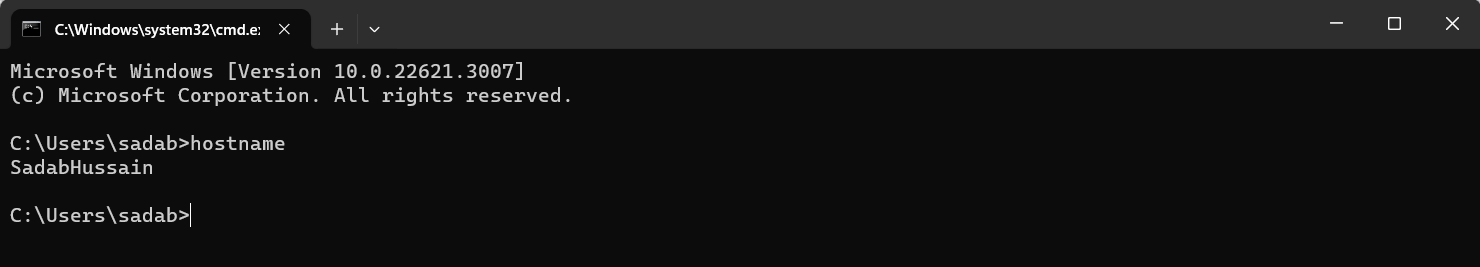 C:\Windows\system32\cmd.e
Microsoft Windows [Version 10.0.22621.3007]
(c) Microsoft Corporation. All rights reserved.
C:\Users\sadab>hostname
SadabHussain
C:\Users\sadab>